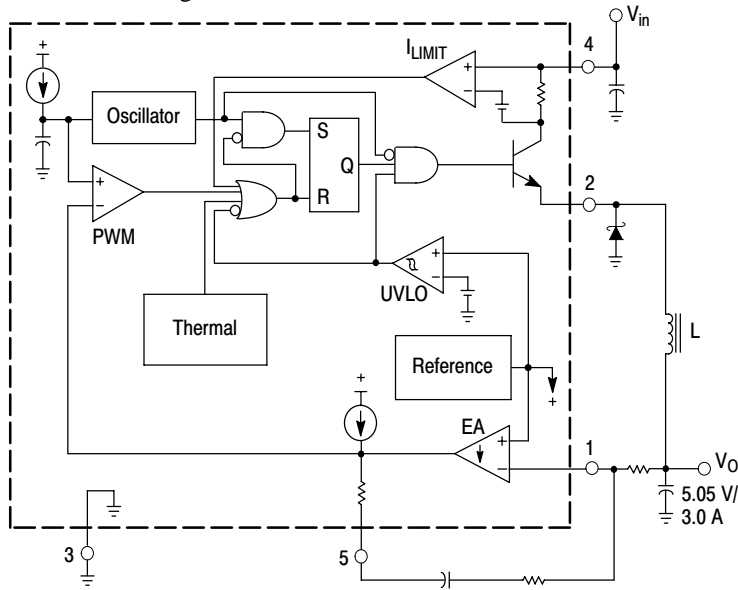 V_in
4
I_LIMIT
+
−
+
Oscillator
S
Q
R
2
+
−
PWM
+
−
UVLO
Thermal
L
Reference
+
+
EA
+
−
1
V_O
5.05 V/
3.0 A
3
5